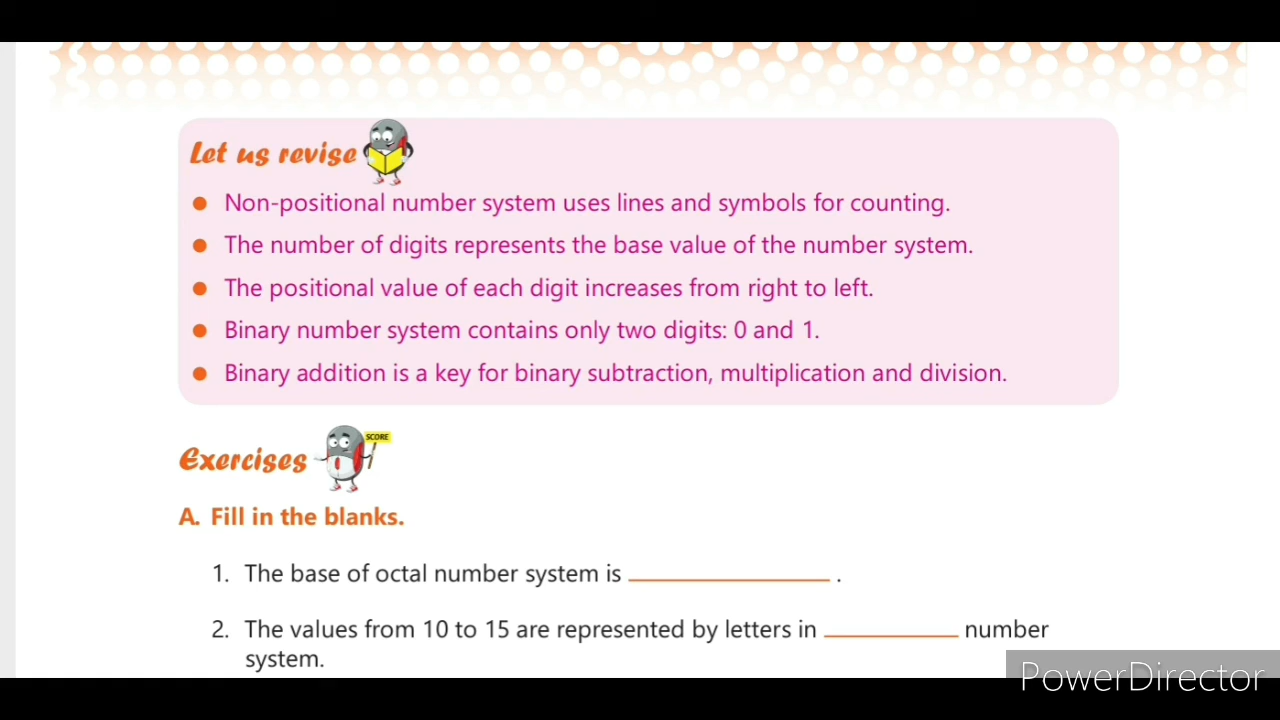 Let us revise
Non-positional number system uses lines and symbols for counting.
The number of digits represents the base value of the number system.
The positional value of each digit increases from right to left.
Binary number system contains only two digits: 0 and 1.
Binary addition is a key for binary subtraction, multiplication and division.
SCORE
Exercises
A. Fill in the blanks.
1. The base of octal number system is ____________ .
2. The values from 10 to 15 are represented by letters in ________ number
system.
PowerDirector